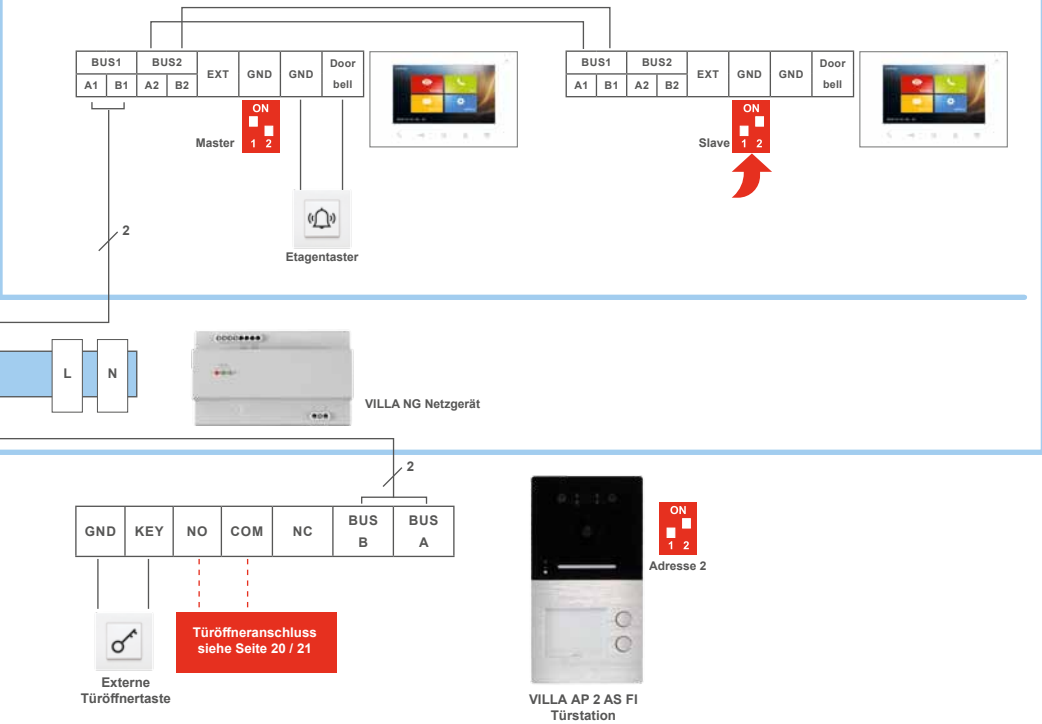 BUS1 BUS2 EXT GND GND Door bell
A1 B1 A2 B2
BUS1 BUS2 EXT GND GND Door bell
A1 B1 A2 B2
ON
1 2
Master
ON
1 2
Slave
Etagentaster
2
L N
VILLA NG Netzgerät
2
GND KEY NO COM NC BUS B BUS A
ON
1 2
Adresse 2
Türöffneranschluss
siehe Seite 20 / 21
Externe
Türöffnertaste
VILLA AP 2 AS FI
Türstation